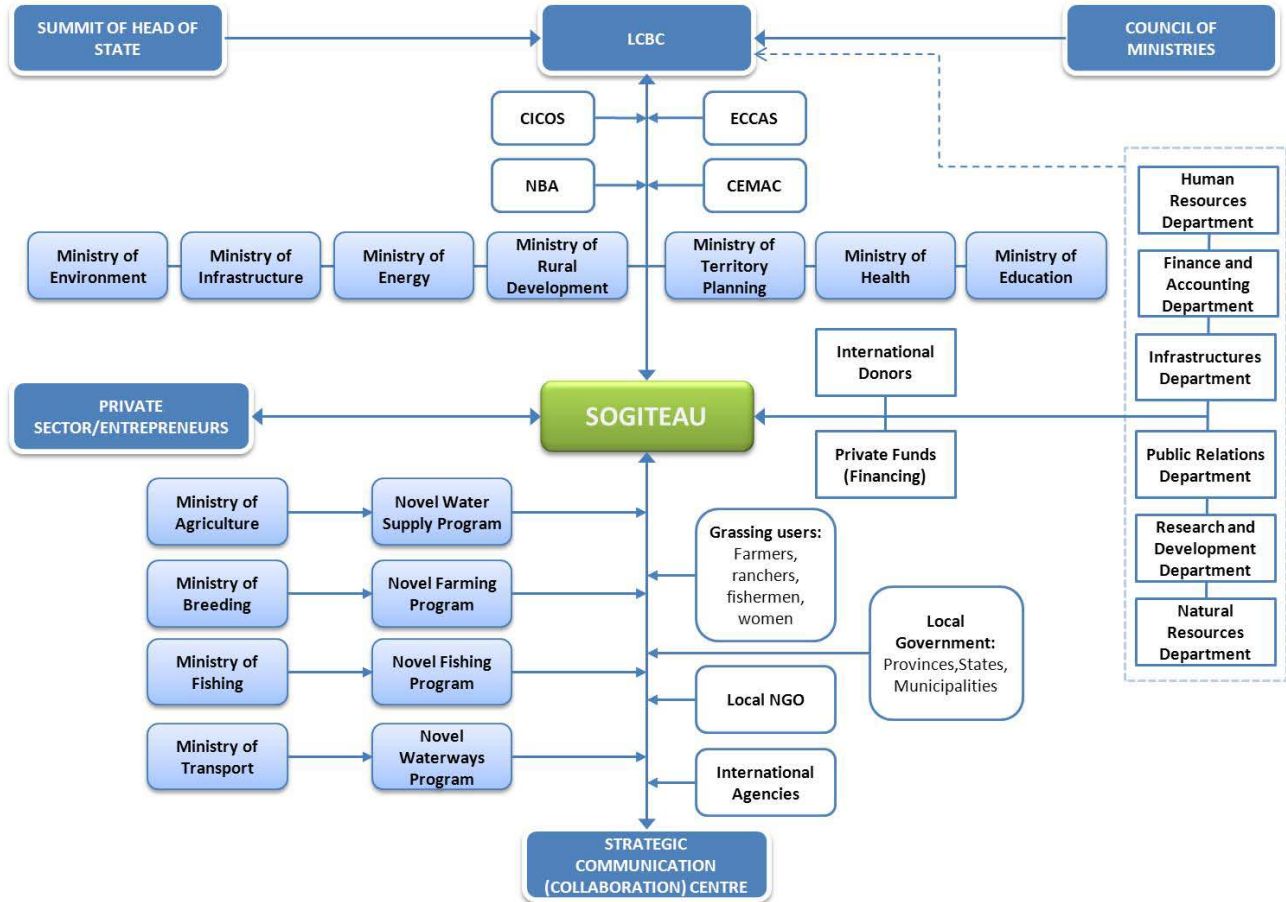 SUMMIT OF HEAD OF
STATE
LCBC
COUNCIL OF
MINISTRIES
CICOS
ECCAS
NBA
CEMAC
Human
Resources
Department
Ministry of
Environment
Ministry of
Infrastructure
Ministry of
Energy
Ministry of
Rural
Development
Ministry of
Territory
Planning
Ministry of
Health
Ministry of
Education
Finance and
Accounting
Department
International
Donors
Infrastructures
Department
PRIVATE
SECTOR/ENTREPRENEURS
SOGITEAU
Private Funds
(Financing)
Public Relations
Department
Ministry of
Agriculture
Novel Water
Supply Program
Grassing users:
Farmers,
ranchers,
fishermen,
women
Research and
Development
Department
Ministry of
Breeding
Novel Farming
Program
Local
Government:
Provinces,States,
Municipalities
Natural
Resources
Department
Ministry of
Fishing
Novel Fishing
Program
Local NGO
Ministry of
Transport
Novel
Waterways
Program
International
Agencies
STRATEGIC
COMMUNICATION
(COLLABORATION) CENTRE